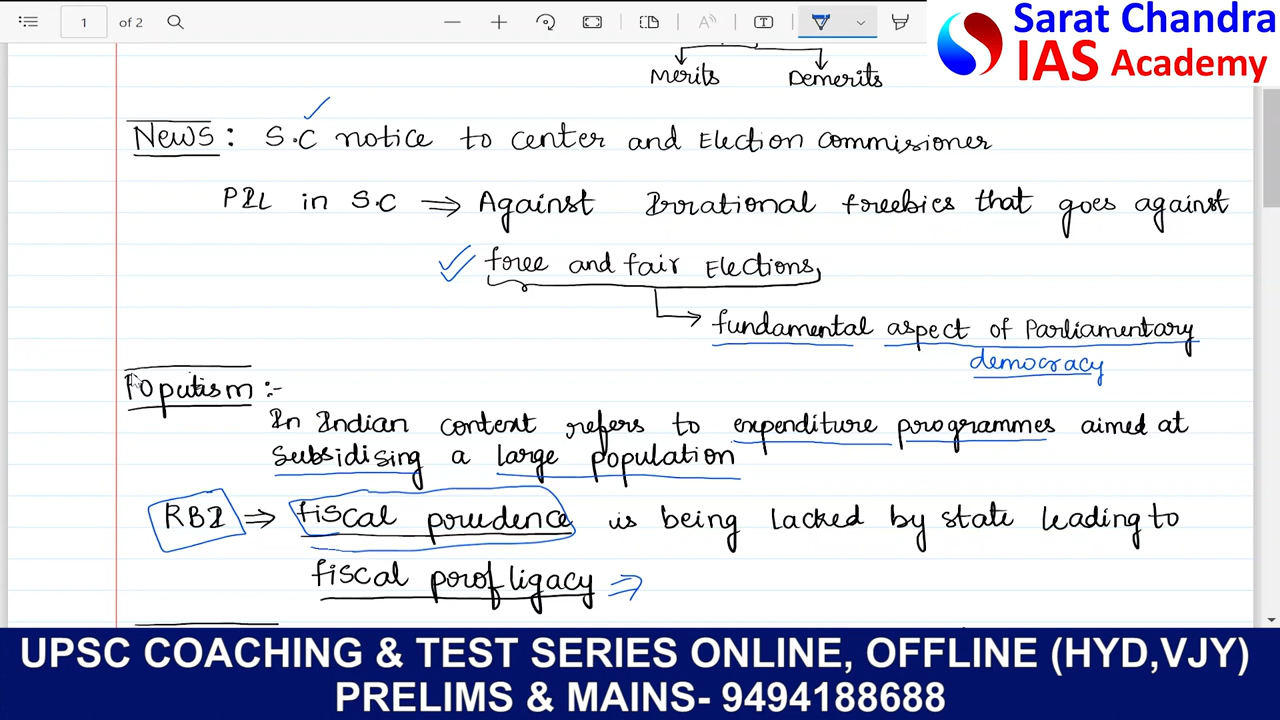 1 of 2
Sarat Chandra
IAS Academy
Merits Demerits
News: S.C notice to center and Election commisioner
PIL in S.C ⇒ Against Irrational freebies that goes against
free and fair Elections,
fundamental aspect of Parliamentary
democracy
Populism :-
In Indian context refers to expenditure programmes aimed at
subsidising a large population
RBI ⇒ fiscal prudence is being lacked by state leading to
fiscal profligacy ⇒
UPSC COACHING & TEST SERIES ONLINE, OFFLINE (HYD,VJY)
PRELIMS & MAINS- 9494188688